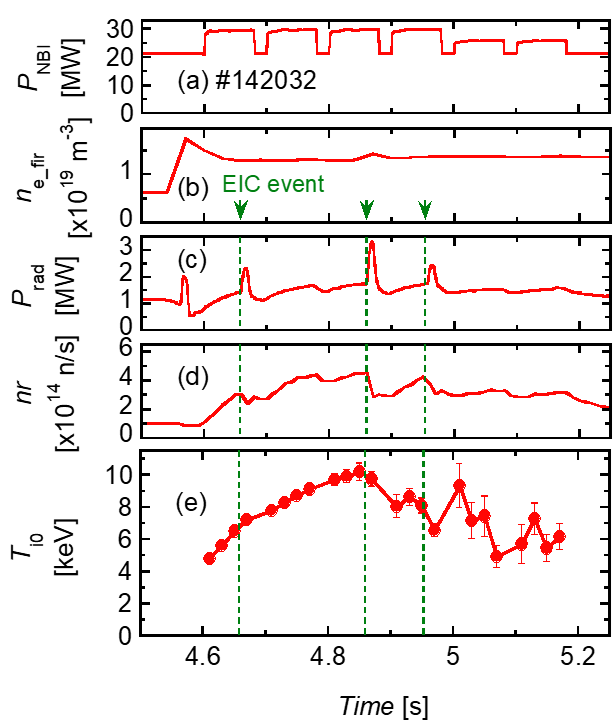 P_NBI
[MW]
30
20
10
0
(a) #142032
n_e_fir
[x10^19 m^-3]
1
0
(b)
EIC event
P_rad
[MW]
3
2
1
0
(c)
nr
[x10^14 n/s]
6
4
2
0
(d)
T_i0
[keV]
10
8
6
4
2
0
(e)
4.6 4.8 5 5.2
Time [s]